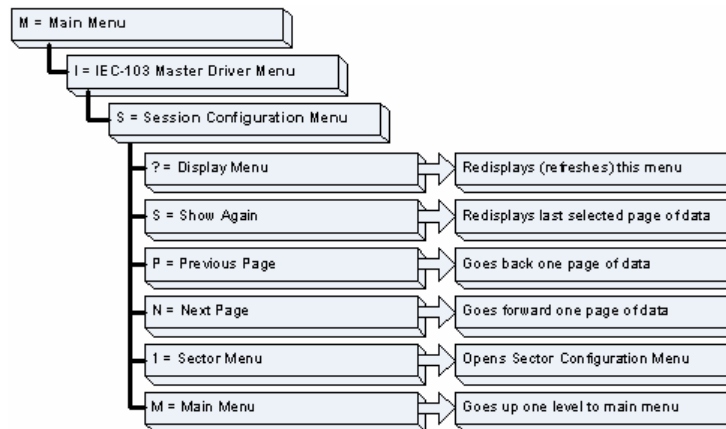 M = Main Menu
I = IEC-103 Master Driver Menu
S = Session Configuration Menu
? = Display Menu
Redisplays (refreshes) this menu
S = Show Again
Redisplays last selected page of data
P = Previous Page
Goes back one page of data
N = Next Page
Goes forward one page of data
1 = Sector Menu
Opens Sector Configuration Menu
M = Main Menu
Goes up one level to main menu